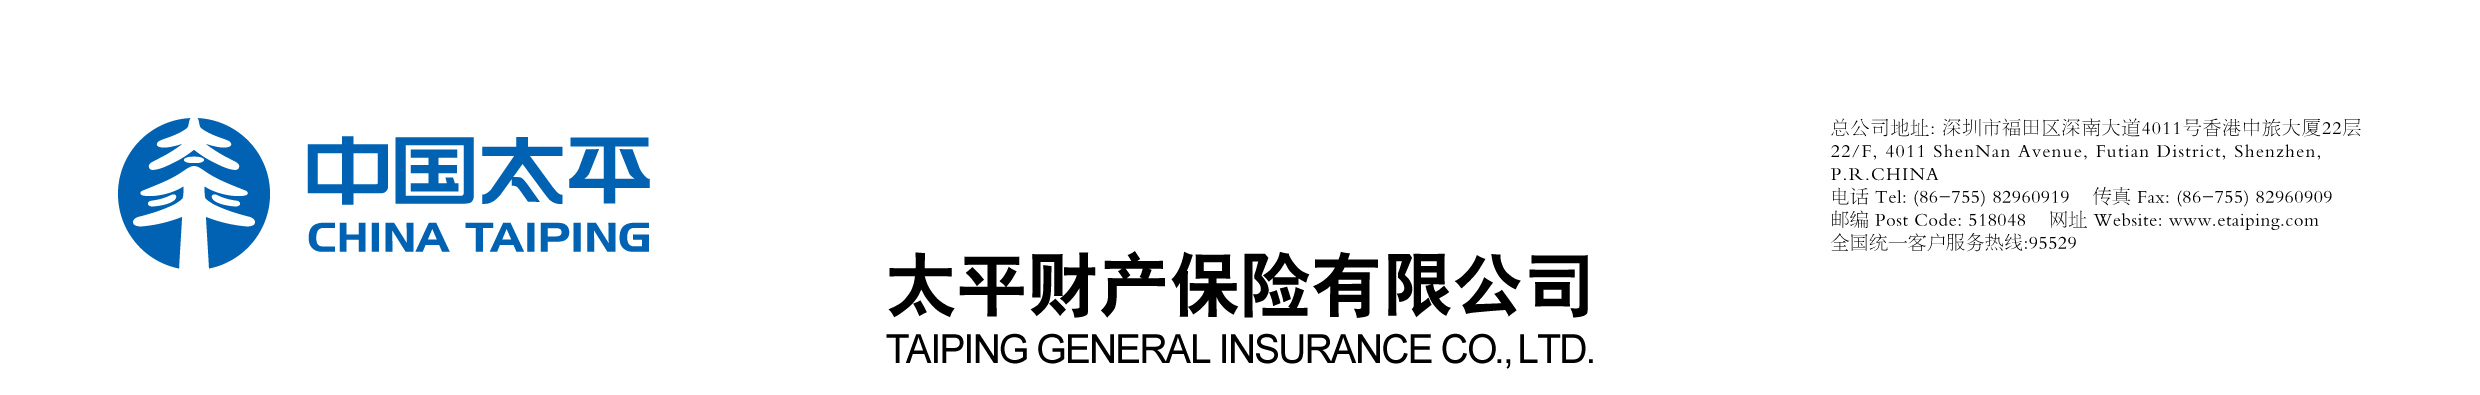 中国太平
CHINA TAIPING
太平财产保险有限公司
TAIPING GENERAL INSURANCE CO., LTD.
总公司地址: 深圳市福田区深南大道4011号香港中旅大厦22层
22/F, 4011 ShenNan Avenue, Futian District, Shenzhen,
P.R.CHINA
电话 Tel: (86-755) 82960919 传真 Fax: (86-755) 82960909
邮编 Post Code: 518048 网址 Website: www.etaiping.com
全国统一客户服务热线:95529